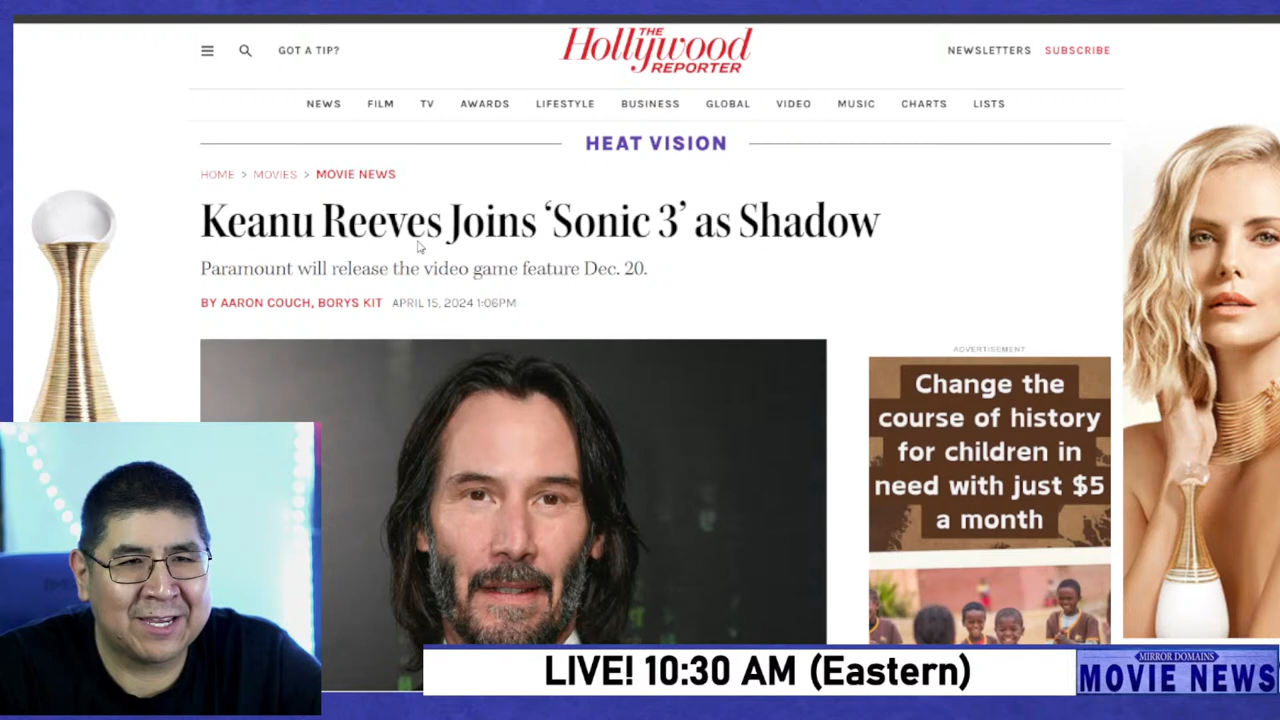 GOT A TIP?
THE
Hollywood
REPORTER
NEWSLETTERS SUBSCRIBE
NEWS FILM TV AWARDS LIFESTYLE BUSINESS GLOBAL VIDEO MUSIC CHARTS LISTS
HEAT VISION
HOME > MOVIES > MOVIE NEWS
Keanu Reeves Joins ‘Sonic 3’ as Shadow
Paramount will release the video game feature Dec. 20.
BY AARON COUCH, BORYS KIT APRIL 15, 2024 1:06PM
ADVERTISEMENT
Change the
course of history
for children in
need with just $5
a month
LIVE! 10:30 AM (Eastern)
MIRROR DOMAINS
MOVIE NEWS